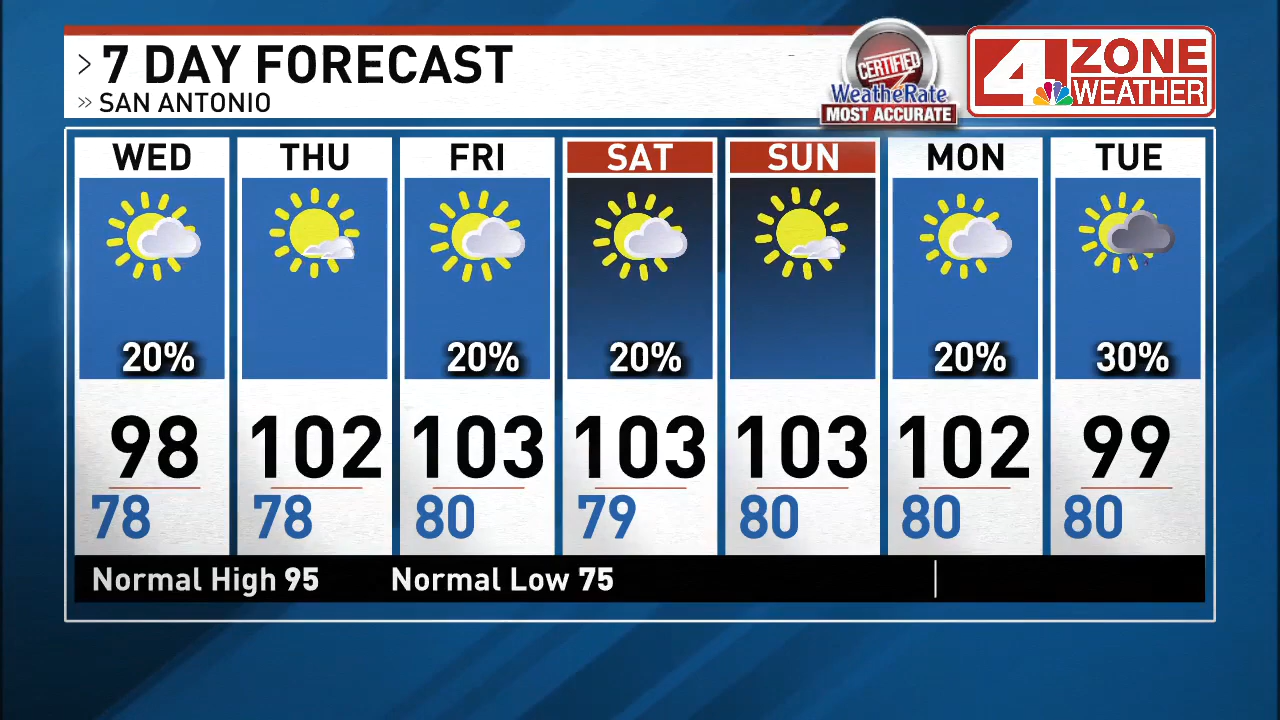 > 7 DAY FORECAST
» SAN ANTONIO
CERTIFIED
WeatheRate
MOST ACCURATE
4 ZONE
WEATHER
WED THU FRI SAT SUN MON TUE
20% 20% 20% 20% 30%
98 102 103 103 103 102 99
78 78 80 79 80 80 80
Normal High 95 Normal Low 75